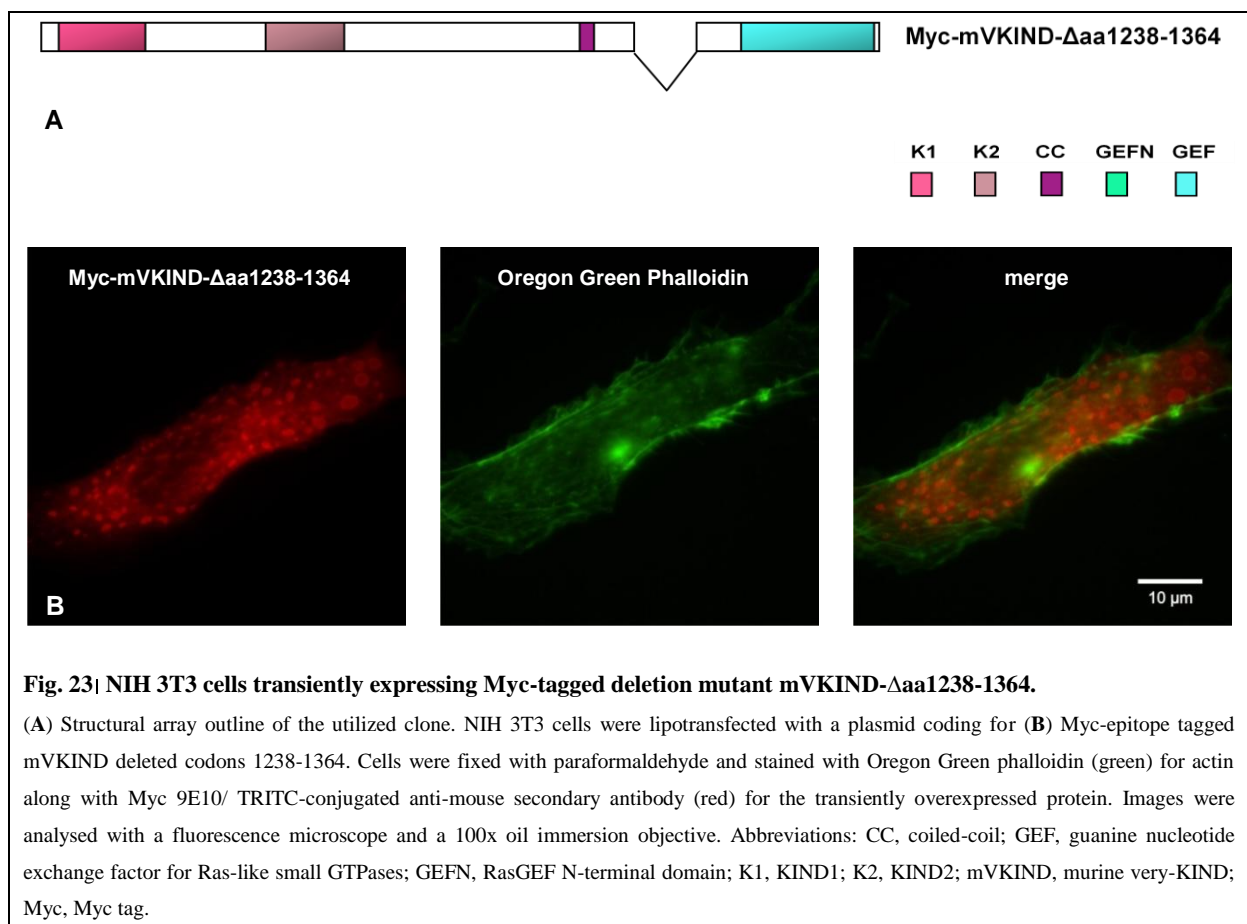 Myc-mVKIND-Δaa1238-1364
A
K1 K2 CC GEFN GEF
Myc-mVKIND-Δaa1238-1364 Oregon Green Phalloidin merge
B 10 µm
Fig. 23| NIH 3T3 cells transiently expressing Myc-tagged deletion mutant mVKIND-Δaa1238-1364.
(A) Structural array outline of the utilized clone. NIH 3T3 cells were lipotransfected with a plasmid coding for (B) Myc-epitope tagged
mVKIND deleted codons 1238-1364. Cells were fixed with paraformaldehyde and stained with Oregon Green phalloidin (green) for actin
along with Myc 9E10/ TRITC-conjugated anti-mouse secondary antibody (red) for the transiently overexpressed protein. Images were
analysed with a fluorescence microscope and a 100x oil immersion objective. Abbreviations: CC, coiled-coil; GEF, guanine nucleotide
exchange factor for Ras-like small GTPases; GEFN, RasGEF N-terminal domain; K1, KIND1; K2, KIND2; mVKIND, murine very-KIND;
Myc, Myc tag.